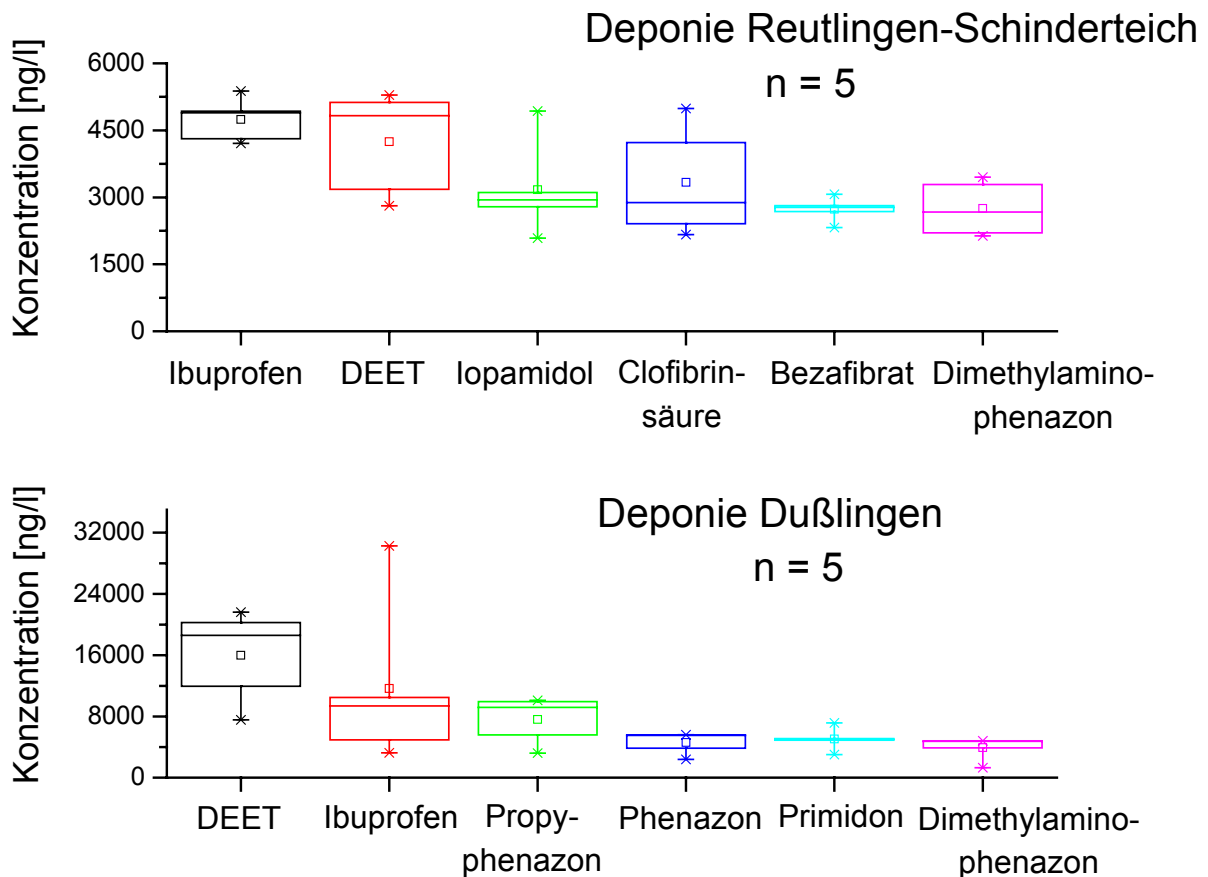 Deponie Reutlingen-Schinderteich
n = 5
Konzentration [ng/l]
6000
4500
3000
1500
0
Ibuprofen DEET Iopamidol Clofibrin- Bezafibrat Dimethylamino-
säure phenazon
Deponie Dußlingen
n = 5
Konzentration [ng/l]
32000
24000
16000
8000
0
DEET Ibuprofen Propy- Phenazon Primidon Dimethylamino-
phenazon phenazon